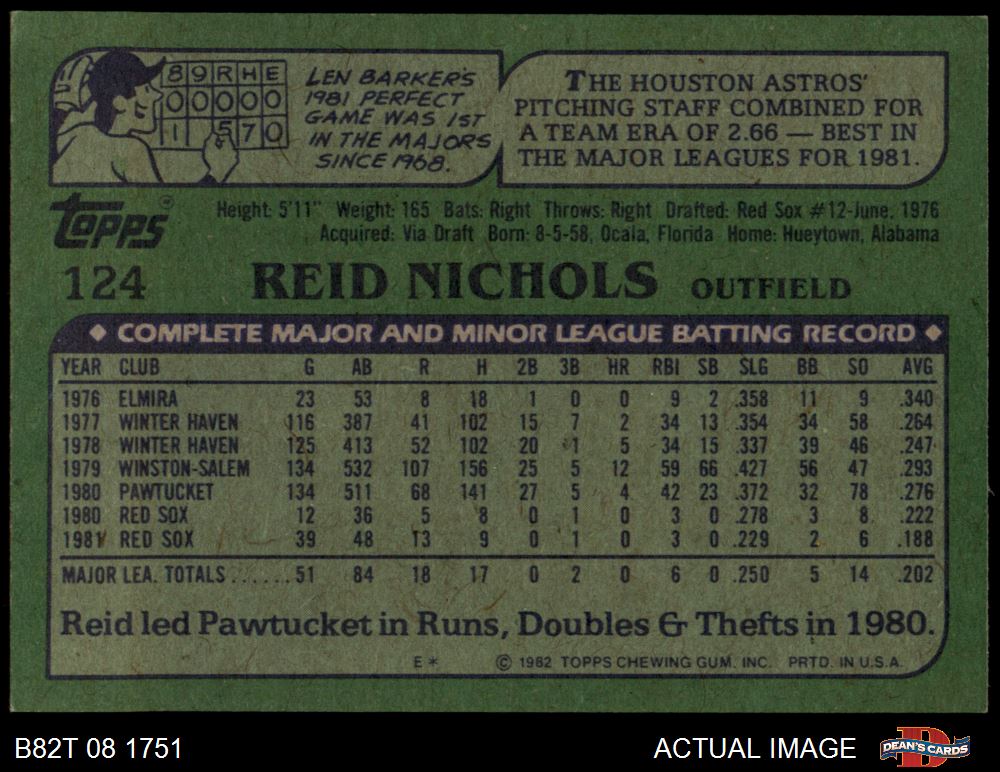 8 9 R H E
0 0 0 0 0
1 5 7 0
LEN BARKER'S
1981 PERFECT
GAME WAS 1ST
IN THE MAJORS
SINCE 1968.
THE HOUSTON ASTROS'
PITCHING STAFF COMBINED FOR
A TEAM ERA OF 2.66 — BEST IN
THE MAJOR LEAGUES FOR 1981.
TOPPS®
Height: 5'11" Weight: 165 Bats: Right Throws: Right Drafted: Red Sox #12-June, 1976
Acquired: Via Draft Born: 8-5-58, Ocala, Florida Home: Hueytown, Alabama
124 REID NICHOLS OUTFIELD
◆ COMPLETE MAJOR AND MINOR LEAGUE BATTING RECORD ◆
YEAR CLUB G AB R H 2B 3B HR RBI SB SLG BB SO AVG
1976 ELMIRA 23 53 8 18 1 0 0 9 2 .358 11 9 .340
1977 WINTER HAVEN 116 387 41 102 15 7 2 34 13 .354 34 58 .264
1978 WINTER HAVEN 125 413 52 102 20 1 5 34 15 .337 39 46 .247
1979 WINSTON-SALEM 134 532 107 156 25 5 12 59 66 .427 56 47 .293
1980 PAWTUCKET 134 511 68 141 27 5 4 42 23 .372 32 78 .276
1980 RED SOX 12 36 5 8 0 1 0 3 0 .278 3 8 .222
1981 RED SOX 39 48 13 9 0 1 0 3 0 .229 2 6 .188
MAJOR LEA. TOTALS ...... 51 84 18 17 0 2 0 6 0 .250 5 14 .202
Reid led Pawtucket in Runs, Doubles & Thefts in 1980.
E* © 1982 TOPPS CHEWING GUM, INC. PRTD. IN U.S.A.
B82T 08 1751 ACTUAL IMAGE D DEAN'S CARDS